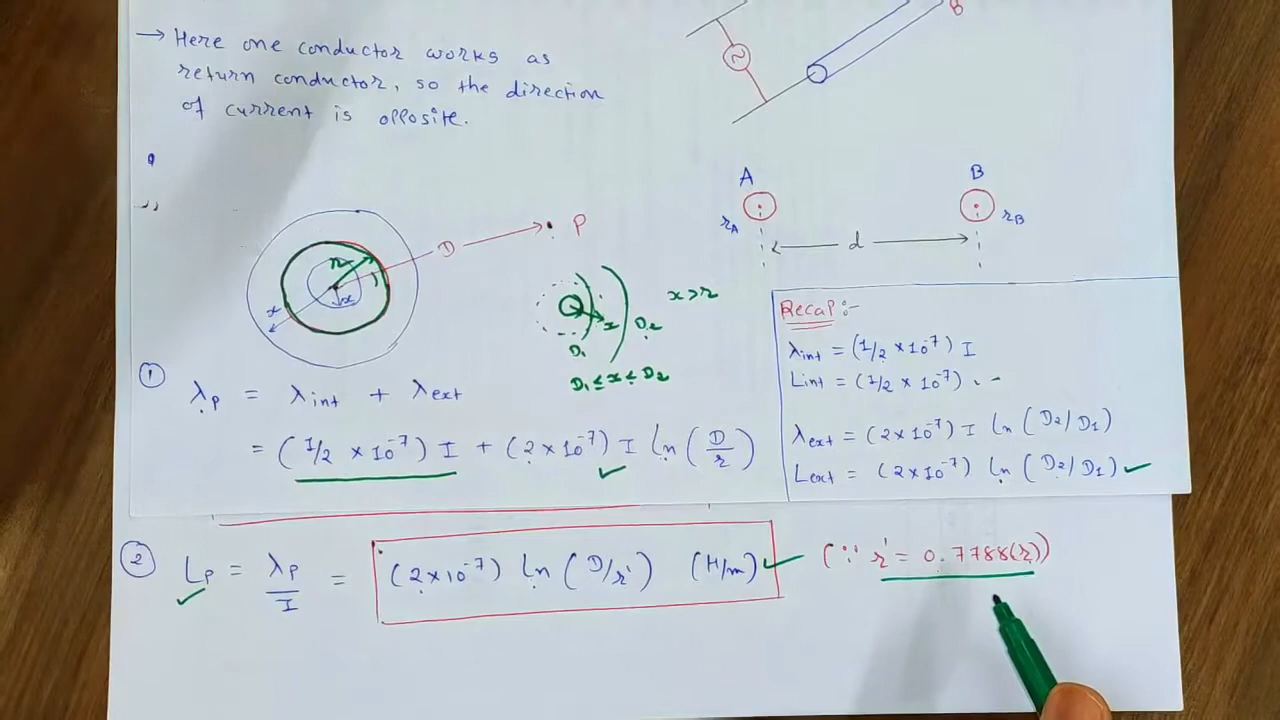 → Here one conductor works as
return conductor, so the direction
of current is opposite.
B
~
A
B
rA
rB
d
D
P
r
x
x
x > r
x
D2
D1
D1 ≤ x ≤ D2
Recap :-
λint = (1/2 × 10^-7) I
Lint = (1/2 × 10^-7)
λext = (2×10^-7) I ln (D2/D1)
Lext = (2×10^-7) ln (D2/D1) ✓
① λp = λint + λext
= (1/2 × 10^-7) I + (2×10^-7) I ln (D/r)
② Lp = λp/I = (2×10^-7) ln (D/r') (H/m) (∵ r' = 0.7788(r))